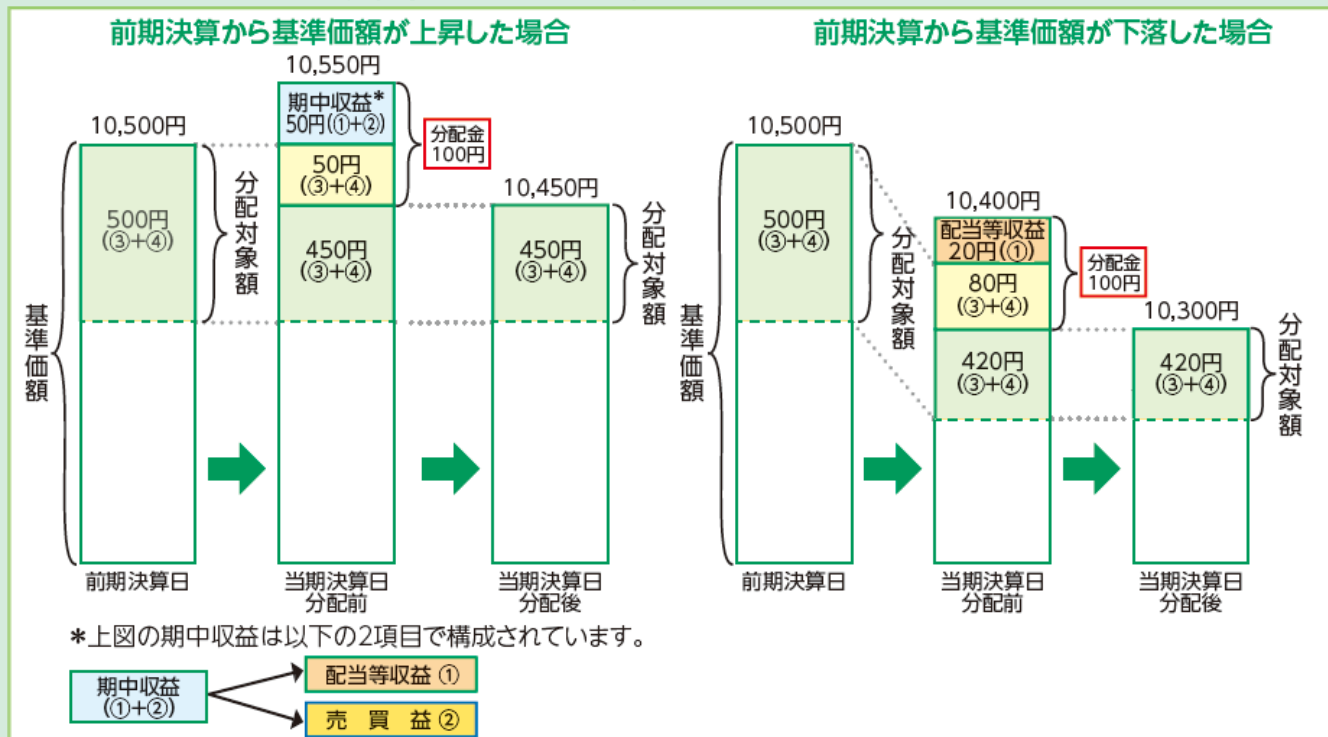 前期決算から基準価額が上昇した場合
10,500円
500円
(③+④)
分配対象額
基準価額
前期決算日
10,550円
期中収益*
50円(①+②)
50円
(③+④)
450円
(③+④)
分配金
100円
当期決算日
分配前
10,450円
450円
(③+④)
分配対象額
当期決算日
分配後
前期決算から基準価額が下落した場合
10,500円
500円
(③+④)
分配対象額
基準価額
前期決算日
10,400円
配当等収益
20円(①)
80円
(③+④)
420円
(③+④)
分配金
100円
当期決算日
分配前
10,300円
420円
(③+④)
分配対象額
当期決算日
分配後
*上図の期中収益は以下の2項目で構成されています。
期中収益
(①+②)
配当等収益 ①
売 買 益 ②